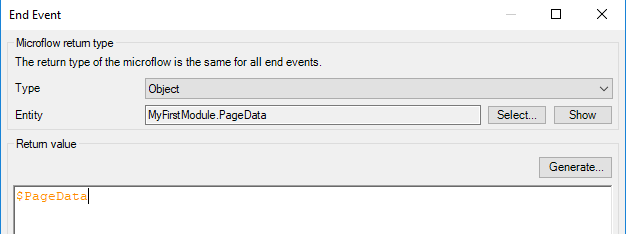 End Event
Microflow return type
The return type of the microflow is the same for all end events.
Type Object
Entity MyFirstModule.PageData Select... Show
Return value
Generate...
$PageData